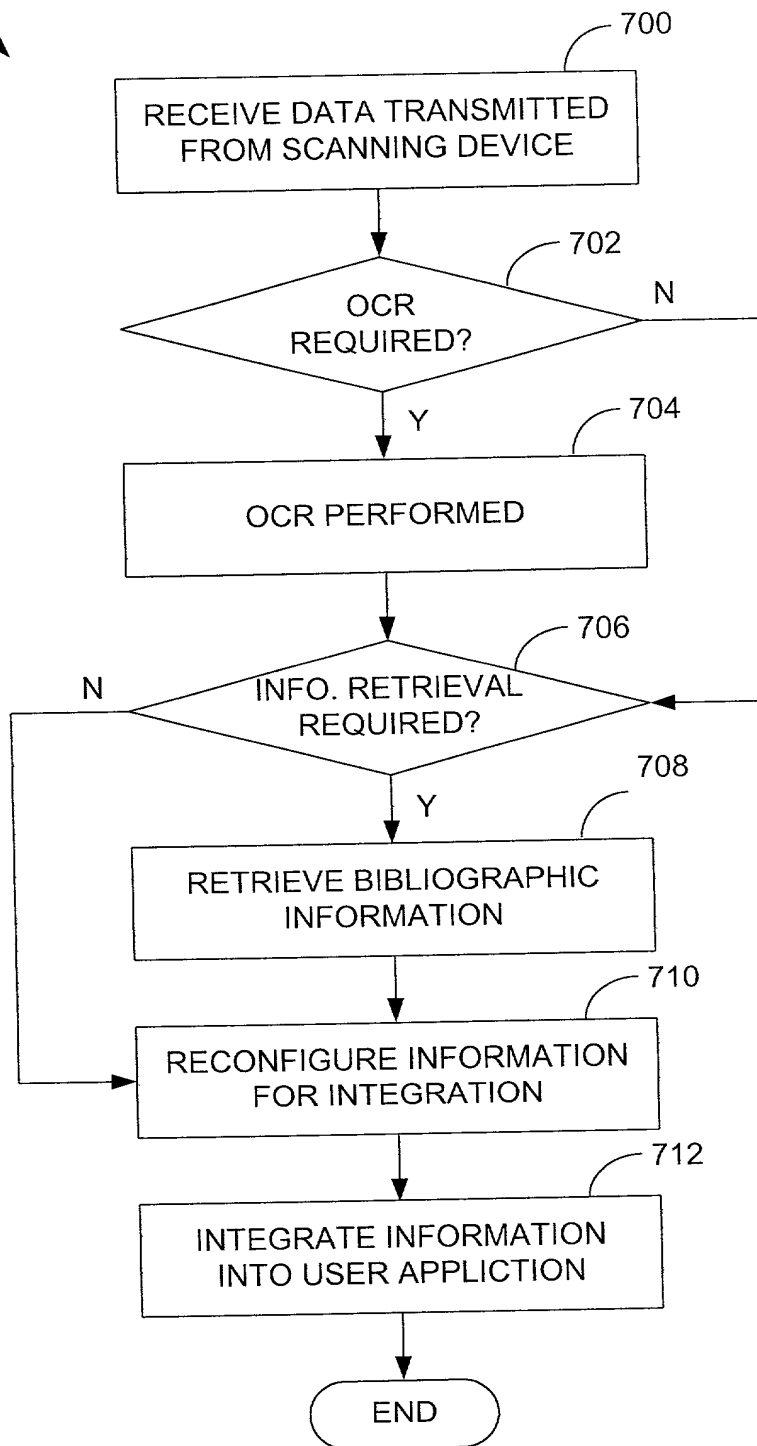 700
RECEIVE DATA TRANSMITTED
FROM SCANNING DEVICE
702
N
OCR
REQUIRED?
Y
704
OCR PERFORMED
706
N
INFO. RETRIEVAL
REQUIRED?
708
Y
RETRIEVE BIBLIOGRAPHIC
INFORMATION
710
RECONFIGURE INFORMATION
FOR INTEGRATION
712
INTEGRATE INFORMATION
INTO USER APPLICTION
END